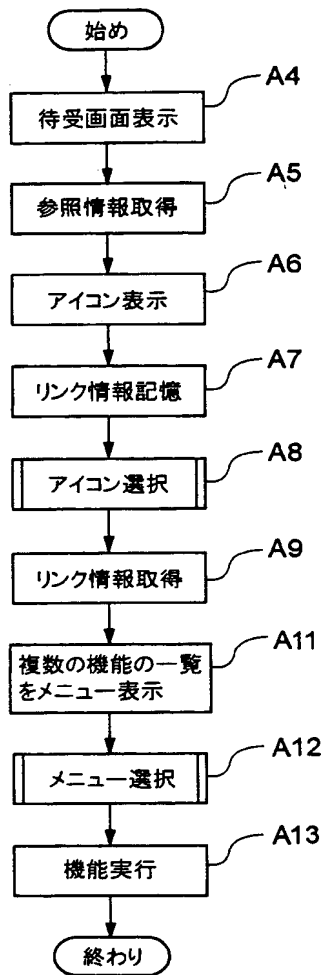 始め
待受画面表示
A4
参照情報取得
A5
アイコン表示
A6
リンク情報記憶
A7
アイコン選択
A8
リンク情報取得
A9
複数の機能の一覧
をメニュー表示
A11
メニュー選択
A12
機能実行
A13
終わり